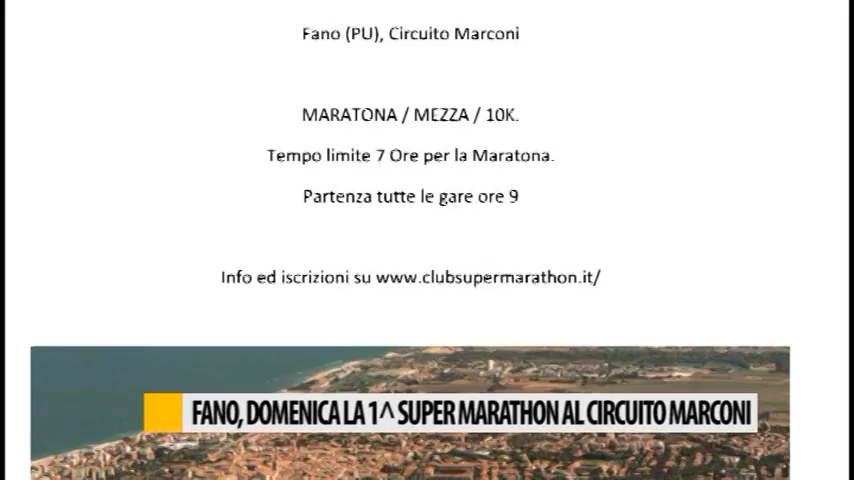 Fano (PU), Circuito Marconi
MARATONA / MEZZA / 10K.
Tempo limite 7 Ore per la Maratona.
Partenza tutte le gare ore 9
Info ed iscrizioni su www.clubsupermarathon.it/
FANO, DOMENICA LA 1^ SUPER MARATHON AL CIRCUITO MARCONI